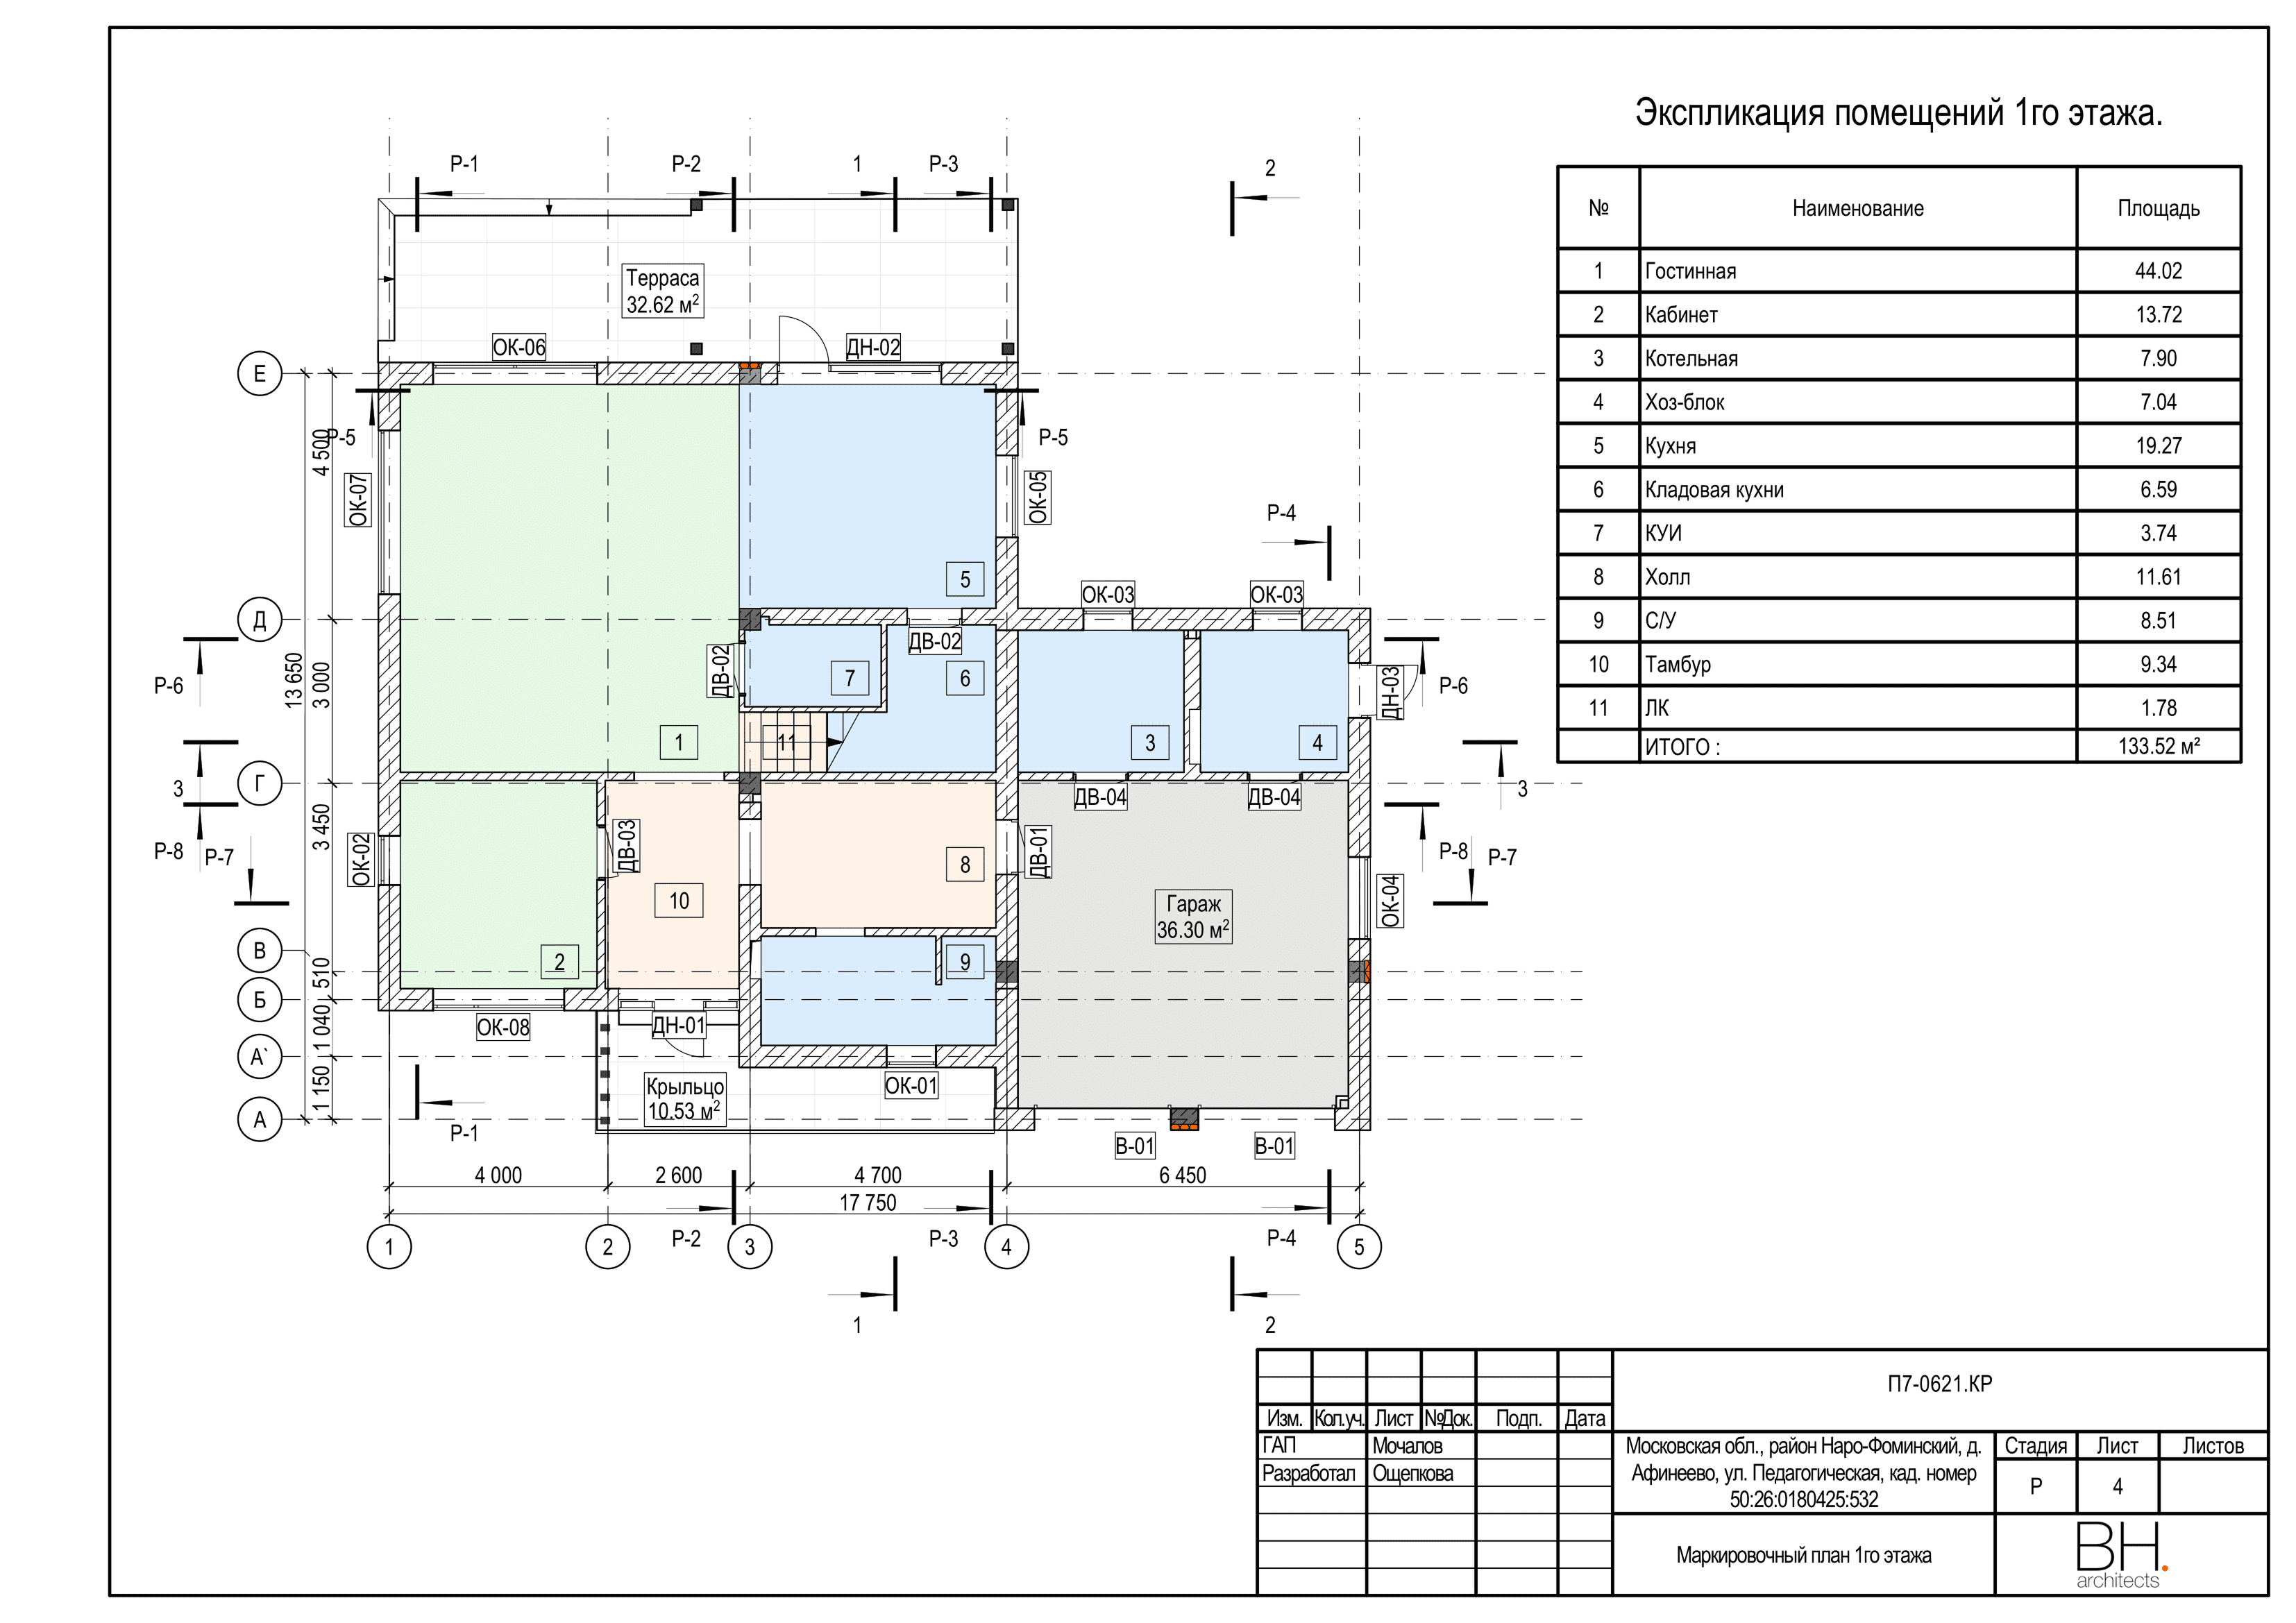 Экспликация помещений 1го этажа.
№ Наименование Площадь
1 Гостинная 44.02
2 Кабинет 13.72
3 Котельная 7.90
4 Хоз-блок 7.04
5 Кухня 19.27
6 Кладовая кухни 6.59
7 КУИ 3.74
8 Холл 11.61
9 С/У 8.51
10 Тамбур 9.34
11 ЛК 1.78
ИТОГО : 133.52 м²
Р-1 Р-2 1 Р-3 2
Терраса
32.62 м²
ОК-06 ДН-02
Е
Р-5 Р-5
4 500
ОК-07 ОК-05
Р-4
5
ОК-03 ОК-03
Д
ДВ-02
ДВ-02
7 6
13 650
3 000
Р-6 ДН-03 Р-6
1 11 3 4
Г
3 3
ДВ-04 ДВ-04
3 450
ОК-02 ДВ-03 ДВ-01
Р-8 Р-7 8 Р-8 Р-7
10
Гараж
36.30 м²
ОК-04
В
2 9
510
Б
ОК-08 ДН-01
1 040
А`
Крыльцо
10.53 м²
ОК-01
1 150
А
Р-1
В-01 В-01
4 000 2 600 4 700 6 450
17 750
Р-2 Р-3 Р-4
1 2 3 4 5
1 2
П7-0621.КР
Изм. Кол.уч. Лист №Док. Подп. Дата
ГАП Мочалов
Разработал Ощепкова
Московская обл., район Наро-Фоминский, д.
Афинеево, ул. Педагогическая, кад. номер
50:26:0180425:532
Стадия Лист Листов
Р 4
Маркировочный план 1го этажа
BH.
architects